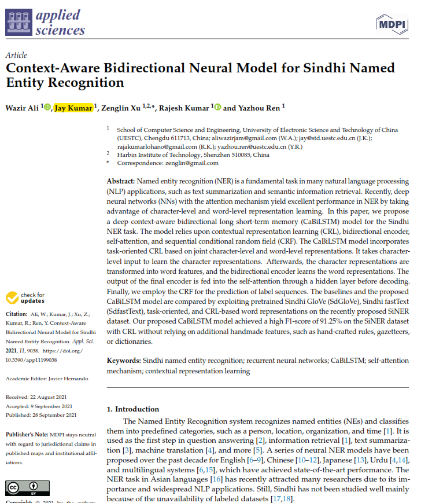 applied
sciences
MDPI
Article
Context-Aware Bidirectional Neural Model for Sindhi Named
Entity Recognition
Wazir Ali 1, Jay Kumar 1, Zenglin Xu 1,2,*, Rajesh Kumar 1 and Yazhou Ren 1
1 School of Computer Science and Engineering, University of Electronic Science and Technology of China
(UESTC), Chengdu 611713, China; aliwazirjam@gmail.com (W.A.); jay@std.uestc.edu.cn (J.K.);
rajakumarlohano@gmail.com (R.K.); yazhou.ren@uestc.edu.cn (Y.R.)
2 Harbin Institute of Technology, Shenzhen 510085, China
* Correspondence: zenglin@gmail.com
Abstract: Named entity recognition (NER) is a fundamental task in many natural language processing
(NLP) applications, such as text summarization and semantic information retrieval. Recently, deep
neural networks (NNs) with the attention mechanism yield excellent performance in NER by taking
advantage of character-level and word-level representation learning. In this paper, we propose
a deep context-aware bidirectional long short-term memory (CaBiLSTM) model for the Sindhi
NER task. The model relies upon contextual representation learning (CRL), bidirectional encoder,
self-attention, and sequential conditional random field (CRF). The CaBiLSTM model incorporates
task-oriented CRL based on joint character-level and word-level representations. It takes character-
level input to learn the character representations. Afterwards, the character representations are
transformed into word features, and the bidirectional encoder learns the word representations. The
output of the final encoder is fed into the self-attention through a hidden layer before decoding.
Finally, we employ the CRF for the prediction of label sequences. The baselines and the proposed
CaBiLSTM model are compared by exploiting pretrained Sindhi GloVe (SdGloVe), Sindhi fastText
(SdfastText), task-oriented, and CRL-based word representations on the recently proposed SiNER
dataset. Our proposed CaBiLSTM model achieved a high F1-score of 91.25% on the SiNER dataset
with CRL without relying on additional handmade features, such as hand-crafted rules, gazetteers,
or dictionaries.
Keywords: Sindhi named entity recognition; recurrent neural networks; CaBiLSTM; self-attention
mechanism; contextual representation learning
check for
updates
Citation: Ali, W.; Kumar, J.; Xu, Z.;
Kumar, R.; Ren, Y. Context-Aware
Bidirectional Neural Model for Sindhi
Named Entity Recognition. Appl. Sci.
2021, 11, 9038. https://doi.org/
10.3390/app11199038
Academic Editor: Javier Hernando
Received: 22 August 2021
Accepted: 9 September 2021
Published: 28 September 2021
Publisher's Note: MDPI stays neutral
with regard to jurisdictional claims in
published maps and institutional affil-
iations.
1. Introduction
The Named Entity Recognition system recognizes named entities (NEs) and classifies
them into predefined categories, such as a person, location, organization, and time [1]. It is
used as the first step in question answering [2], information retrieval [1], text summariza-
tion [3], machine translation [4], and more [5]. A series of neural NER models have been
proposed over the past decade for English [6–9], Chinese [10–12], Japanese [13], Urdu [4,14],
and multilingual systems [6,15], which have achieved state-of-the-art performance. The
NER task in Asian languages [16] has recently attracted many researchers due to its im-
portance and widespread NLP applications. Still, Sindhi has not been studied well mainly
because of the unavailability of labeled datasets [17,18].
cc BY